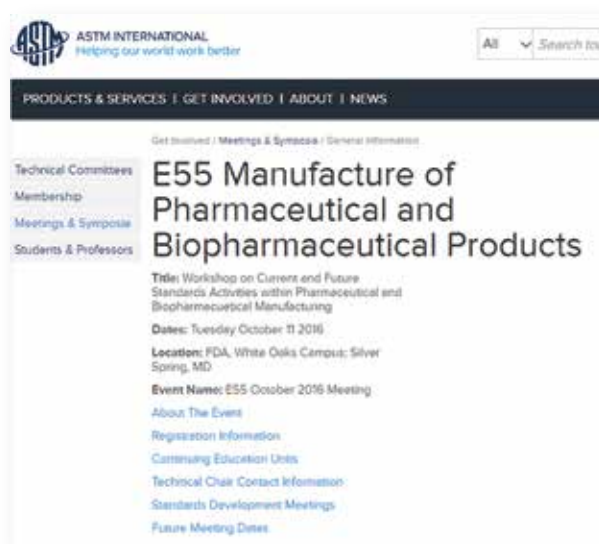 ASTM
ASTM INTERNATIONAL
Helping our world work better
All
Search to
PRODUCTS & SERVICES | GET INVOLVED | ABOUT | NEWS
Get Involved / Meetings & Symposia / General Information
Technical Committees
Membership
Meetings & Symposia
Students & Professors
E55 Manufacture of
Pharmaceutical and
Biopharmaceutical Products
Title: Workshop on Current and Future
Standards Activities within Pharmaceutical and
Biopharmecuetical Manufacturing
Dates: Tuesday October 11 2016
Location: FDA, White Oaks Campus; Silver
Spring, MD
Event Name: E55 October 2016 Meeting
About The Event
Registration Information
Continuing Education Units
Technical Chair Contact Information
Standards Development Meetings
Future Meeting Dates